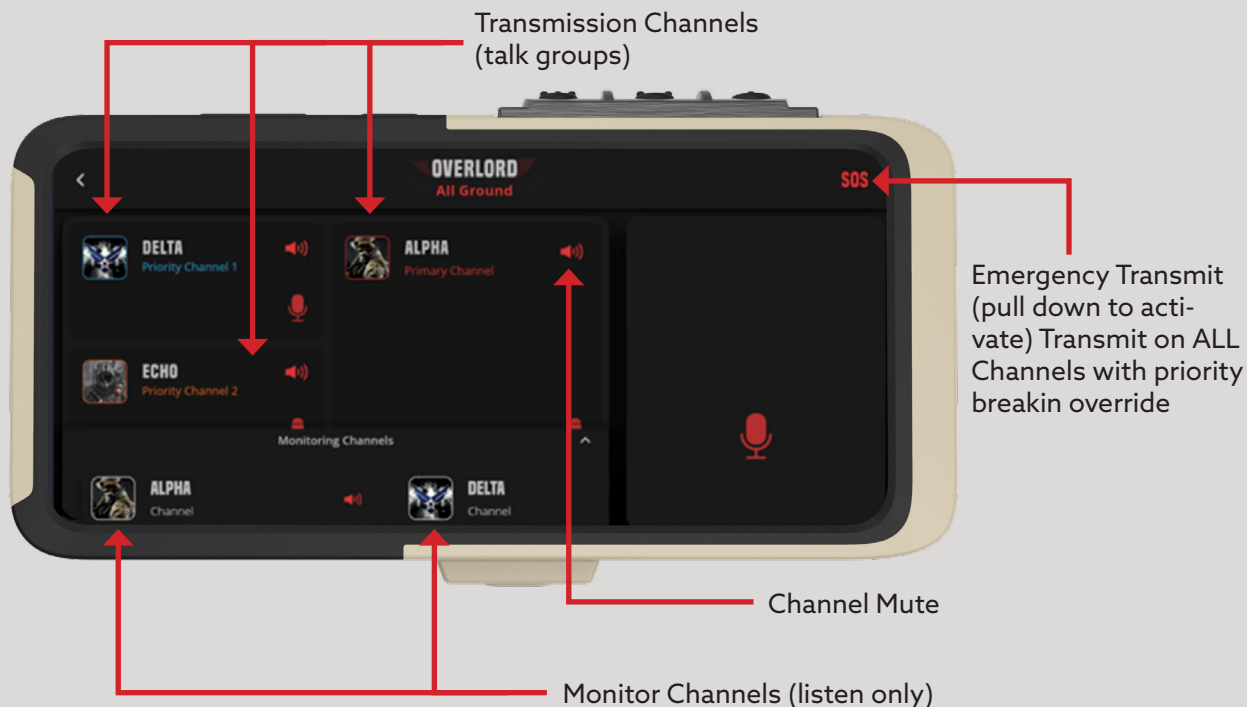 Transmission Channels
(talk groups)
OVERLORD
All Ground
SOS
DELTA
Priority Channel 1
ALPHA
Primary Channel
ECHO
Priority Channel 2
Monitoring Channels
ALPHA
Channel
DELTA
Channel
Emergency Transmit
(pull down to acti-
vate) Transmit on ALL
Channels with priority
breakin override
Channel Mute
Monitor Channels (listen only)